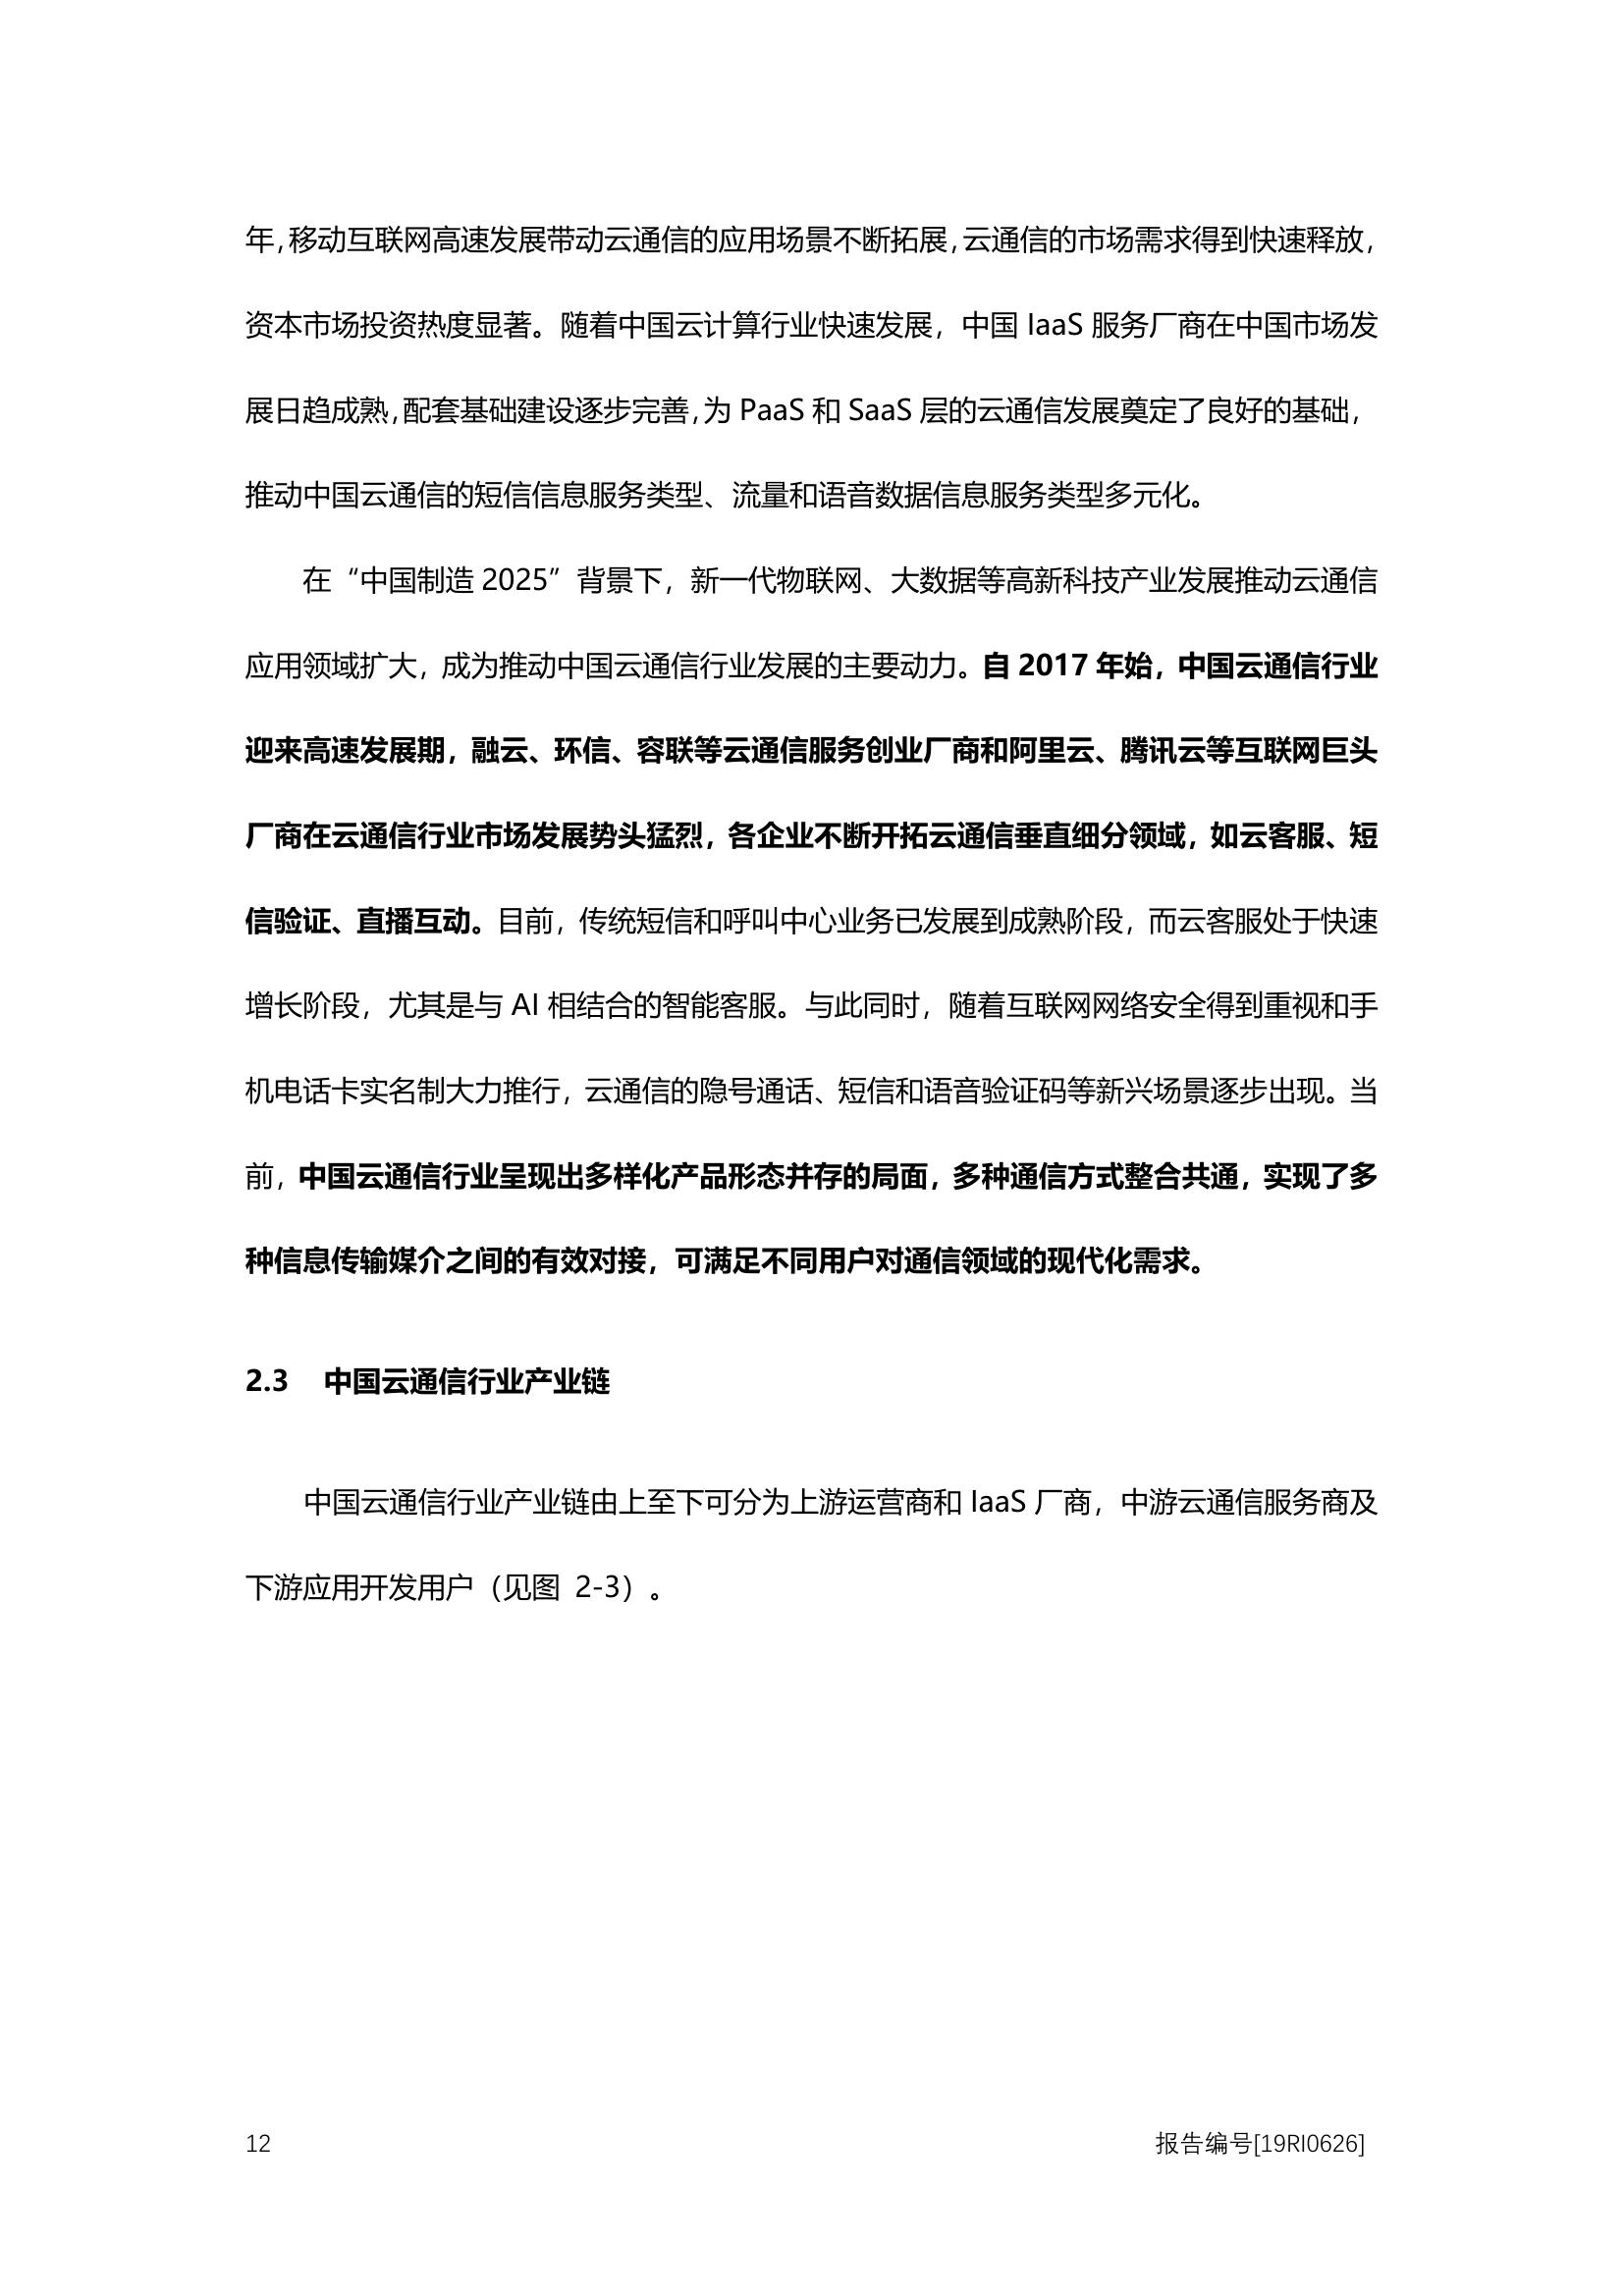 年，移动互联网高速发展带动云通信的应用场景不断拓展，云通信的市场需求得到快速释放，
资本市场投资热度显著。随着中国云计算行业快速发展，中国 IaaS 服务厂商在中国市场发
展日趋成熟，配套基础建设逐步完善，为 PaaS 和 SaaS 层的云通信发展奠定了良好的基础，
推动中国云通信的短信信息服务类型、流量和语音数据信息服务类型多元化。
在“中国制造 2025”背景下，新一代物联网、大数据等高新科技产业发展推动云通信
应用领域扩大，成为推动中国云通信行业发展的主要动力。自 2017 年始，中国云通信行业
迎来高速发展期，融云、环信、容联等云通信服务创业厂商和阿里云、腾讯云等互联网巨头
厂商在云通信行业市场发展势头猛烈，各企业不断开拓云通信垂直细分领域，如云客服、短
信验证、直播互动。目前，传统短信和呼叫中心业务已发展到成熟阶段，而云客服处于快速
增长阶段，尤其是与 AI 相结合的智能客服。与此同时，随着互联网网络安全得到重视和手
机电话卡实名制大力推行，云通信的隐号通话、短信和语音验证码等新兴场景逐步出现。当
前，中国云通信行业呈现出多样化产品形态并存的局面，多种通信方式整合共通，实现了多
种信息传输媒介之间的有效对接，可满足不同用户对通信领域的现代化需求。
2.3 中国云通信行业产业链
中国云通信行业产业链由上至下可分为上游运营商和 IaaS 厂商，中游云通信服务商及
下游应用开发用户（见图 2-3）。
12 报告编号[19RI0626]